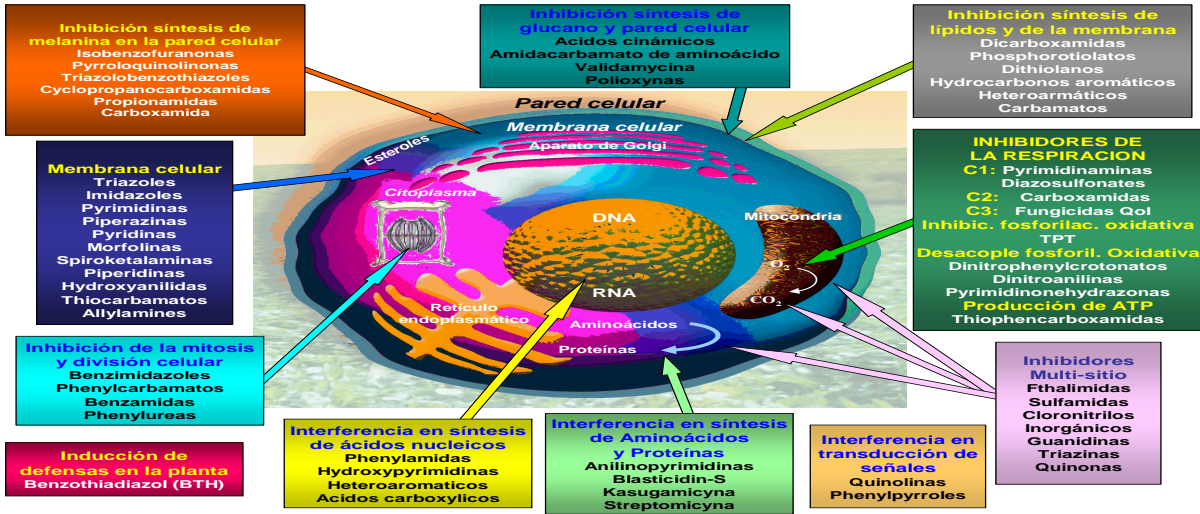 Inhibición síntesis de
melanina en la pared celular
Isobenzofuranonas
Pyrroloquinolinonas
Triazolobenzothiazoles
Cyclopropanocarboxamidas
Propionamidas
Carboxamida
Inhibición síntesis de
glucano y pared celular
Acidos cinámicos
Amidacarbamato de aminoácido
Validamycina
Polioxynas
Inhibición síntesis de
lípidos y de la membrana
Dicarboxamidas
Phosphorotiolatos
Dithiolanos
Hydrocarbonos aromáticos
Heteroarmáticos
Carbamatos
Membrana celular
Triazoles
Imidazoles
Pyrimidinas
Piperazinas
Pyridinas
Morfolinas
Spiroketalaminas
Piperidinas
Hydroxyanilidas
Thiocarbamatos
Allylamines
Pared celular
Membrana celular
Aparato de Golgi
Esteroles
Citoplasma
DNA
RNA
Mitocondria
O2
CO2
Retículo
endoplasmático
Aminoácidos
Proteínas
INHIBIDORES DE
LA RESPIRACION
C1: Pyrimidinaminas
Diazosulfonates
C2: Carboxamidas
C3: Fungicidas QoI
Inhibic. fosforilac. oxidativa
TPT
Desacople fosforil. Oxidativa
Dinitrophenylcrotonatos
Dinitroanilinas
Pyrimidinonehydrazonas
Producción de ATP
Thiophencarboxamidas
Inhibición de la mitosis
y división celular
Benzimidazoles
Phenylcarbamatos
Benzamidas
Phenylureas
Inhibidores
Multi-sitio
Fthalimidas
Sulfamidas
Cloronitrilos
Inorgánicos
Guanidinas
Triazinas
Quinonas
Inducción de
defensas en la planta
Benzothiadiazol (BTH)
Interferencia en síntesis
de ácidos nucleicos
Phenylamidas
Hydroxypyrimidinas
Heteroaromaticos
Acidos carboxylicos
Interferencia en síntesis
de Aminoácidos
y Proteínas
Anilinopyrimidinas
Blasticidin-S
Kasugamicyna
Streptomicyna
Interferencia en
transducción de
señales
Quinolinas
Phenylpyrroles